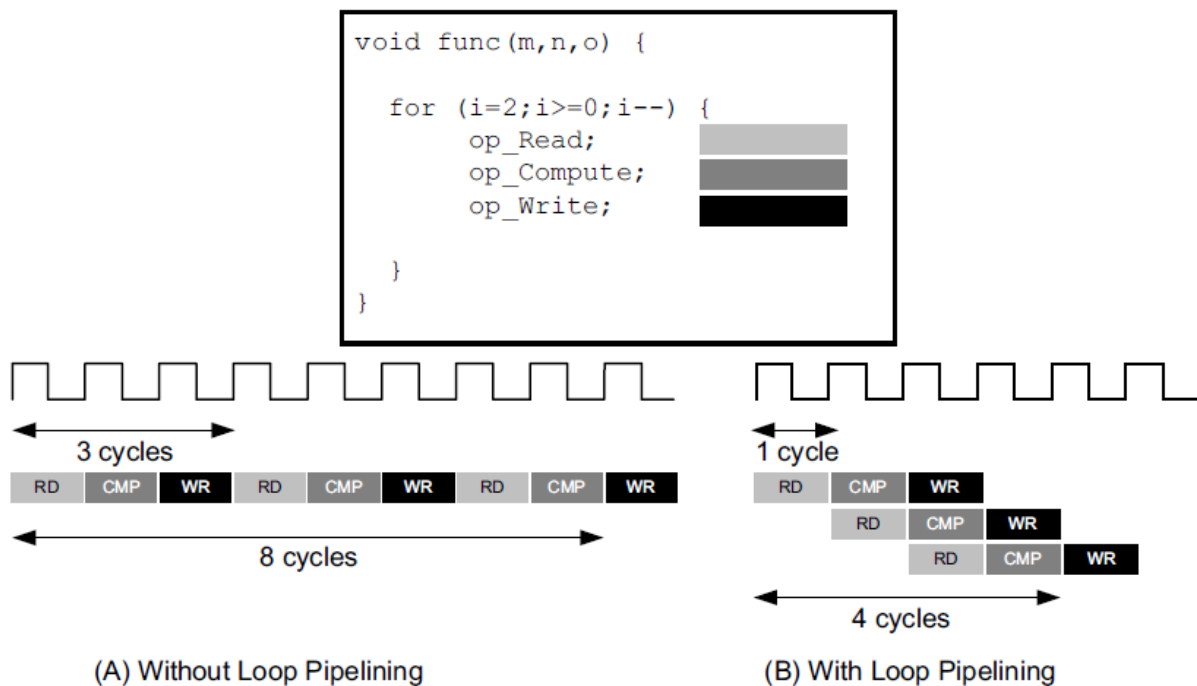 void func(m,n,o) {
for (i=2;i>=0;i--) {
op_Read;
op_Compute;
op_Write;
}
}
3 cycles
1 cycle
RD CMP WR RD CMP WR RD CMP WR
RD CMP WR
RD CMP WR
RD CMP WR
8 cycles
4 cycles
(A) Without Loop Pipelining
(B) With Loop Pipelining